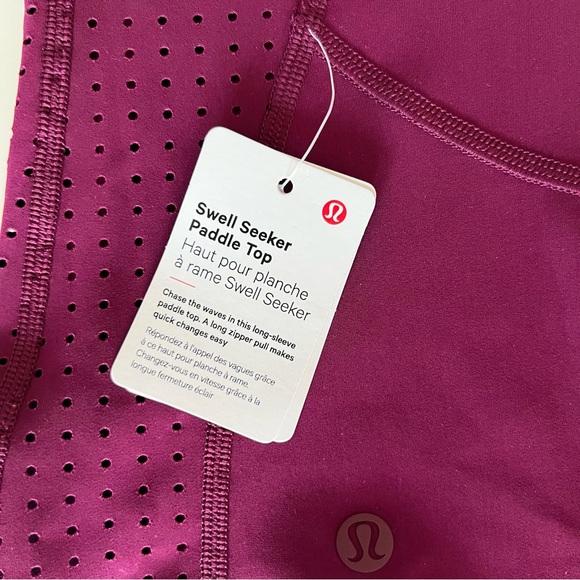 Swell Seeker
Paddle Top
Haut pour planche
à rame Swell Seeker
Chase the waves in this long-sleeve
paddle top. A long zipper pull makes
quick changes easy
Répondez à l'appel des vagues grâce
à ce haut pour planche à rame.
Changez-vous en vitesse grâce à la
longue fermeture éclair